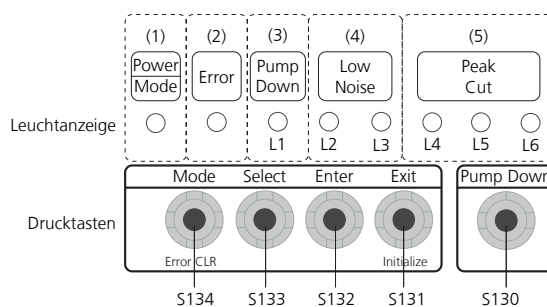 (1) (2) (3) (4) (5)
Power Mode Error Pump Down Low Noise Peak Cut
Leuchtanzeige
L1 L2 L3 L4 L5 L6
Mode Select Enter Exit Pump Down
Drucktasten
Error CLR Initialize
S134 S133 S132 S131 S130